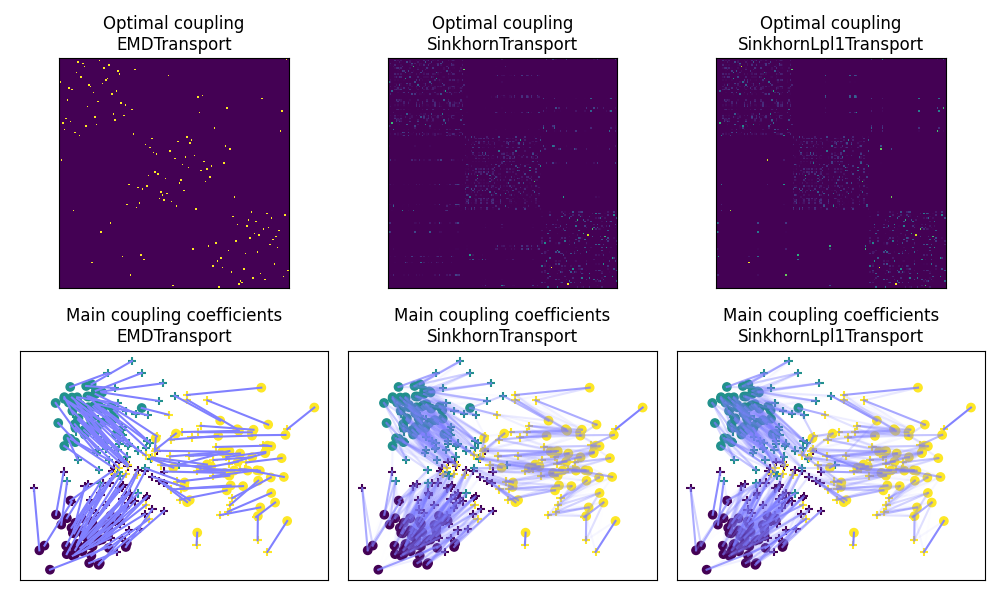 Optimal coupling
EMDTransport
Optimal coupling
SinkhornTransport
Optimal coupling
SinkhornLpl1Transport
Main coupling coefficients
EMDTransport
Main coupling coefficients
SinkhornTransport
Main coupling coefficients
SinkhornLpl1Transport